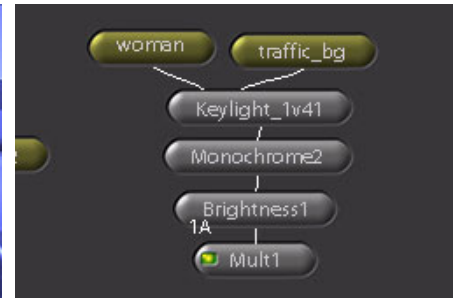 woman
traffic_bg
Keylight_1v41
Monochrome2
Brightness1
1A
Mult1